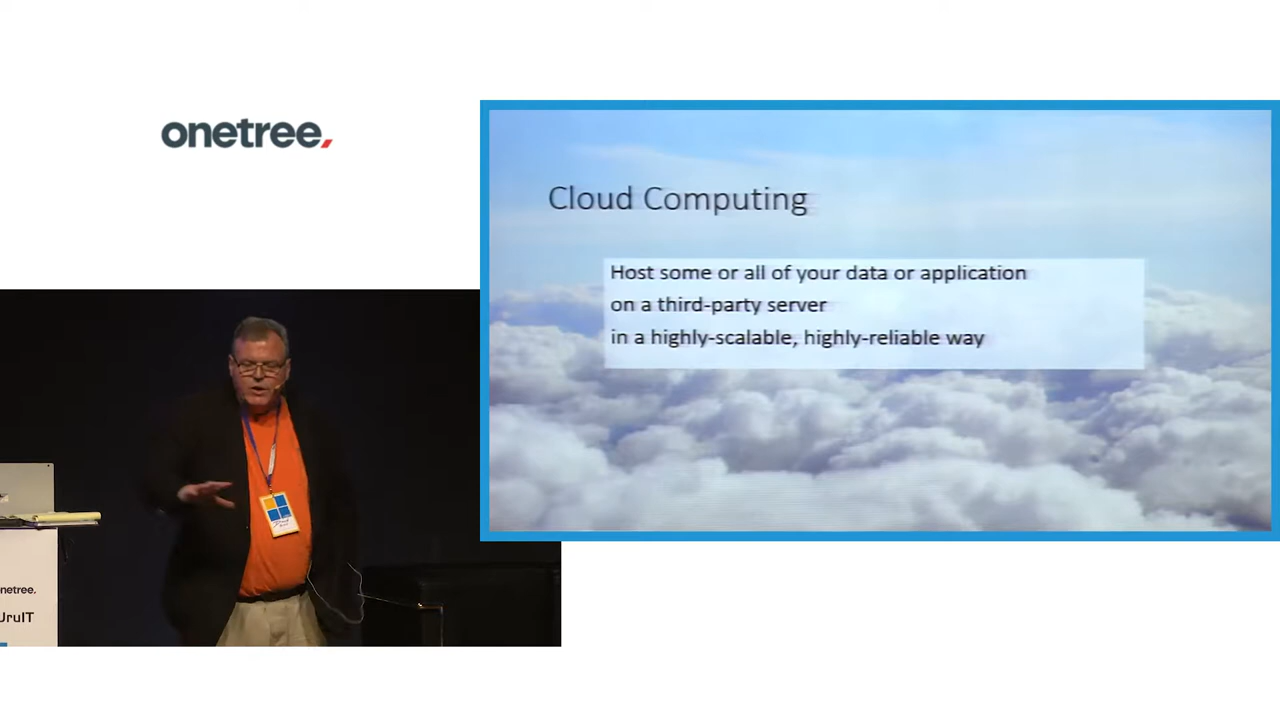 onetree.
Cloud Computing
Host some or all of your data or application
on a third-party server
in a highly-scalable, highly-reliable way
netree.
UruIT